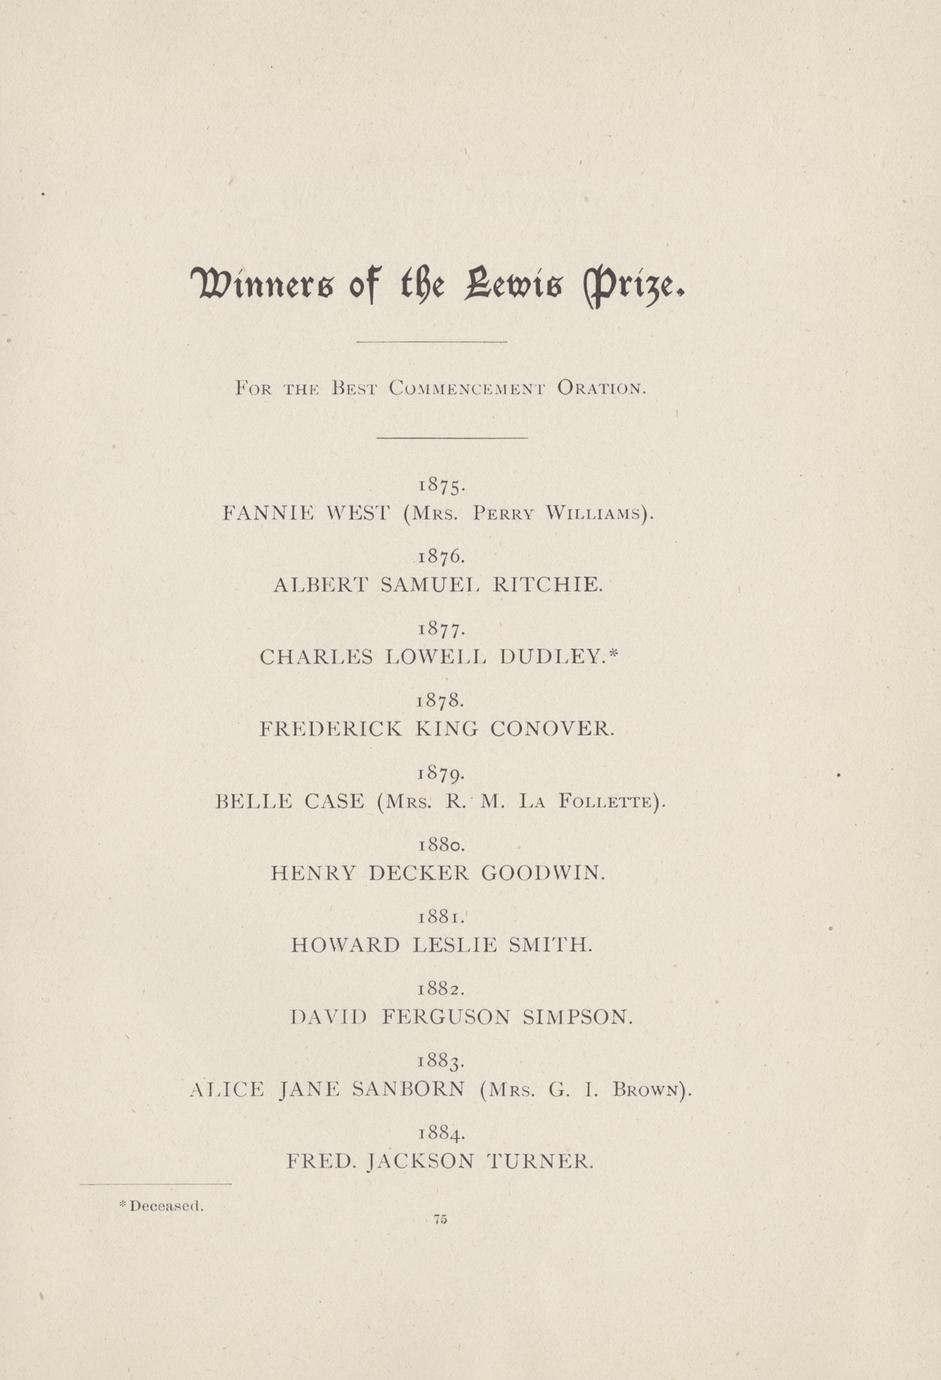 Winners of the Lewis Prize.
For the Best Commencement Oration.
1875.
FANNIE WEST (Mrs. Perry Williams).
1876.
ALBERT SAMUEL RITCHIE.
1877.
CHARLES LOWELL DUDLEY.*
1878.
FREDERICK KING CONOVER.
1879.
BELLE CASE (Mrs. R. M. La Follette).
1880.
HENRY DECKER GOODWIN.
1881.
HOWARD LESLIE SMITH.
1882.
DAVID FERGUSON SIMPSON.
1883.
ALICE JANE SANBORN (Mrs. G. I. Brown).
1884.
FRED. JACKSON TURNER.
* Deceased.
75